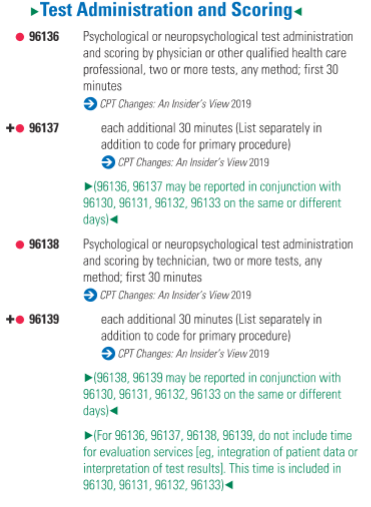 ►Test Administration and Scoring◄
● 96136 Psychological or neuropsychological test administration
and scoring by physician or other qualified health care
professional, two or more tests, any method; first 30
minutes
➔ CPT Changes: An Insider's View 2019
+● 96137 each additional 30 minutes (List separately in
addition to code for primary procedure)
➔ CPT Changes: An Insider's View 2019
►(96136, 96137 may be reported in conjunction with
96130, 96131, 96132, 96133 on the same or different
days)◄
● 96138 Psychological or neuropsychological test administration
and scoring by technician, two or more tests, any
method; first 30 minutes
➔ CPT Changes: An Insider's View 2019
+● 96139 each additional 30 minutes (List separately in
addition to code for primary procedure)
➔ CPT Changes: An Insider's View 2019
►(96138, 96139 may be reported in conjunction with
96130, 96131, 96132, 96133 on the same or different
days)◄
►(For 96136, 96137, 96138, 96139, do not include time
for evaluation services [eg, integration of patient data or
interpretation of test results]. This time is included in
96130, 96131, 96132, 96133)◄